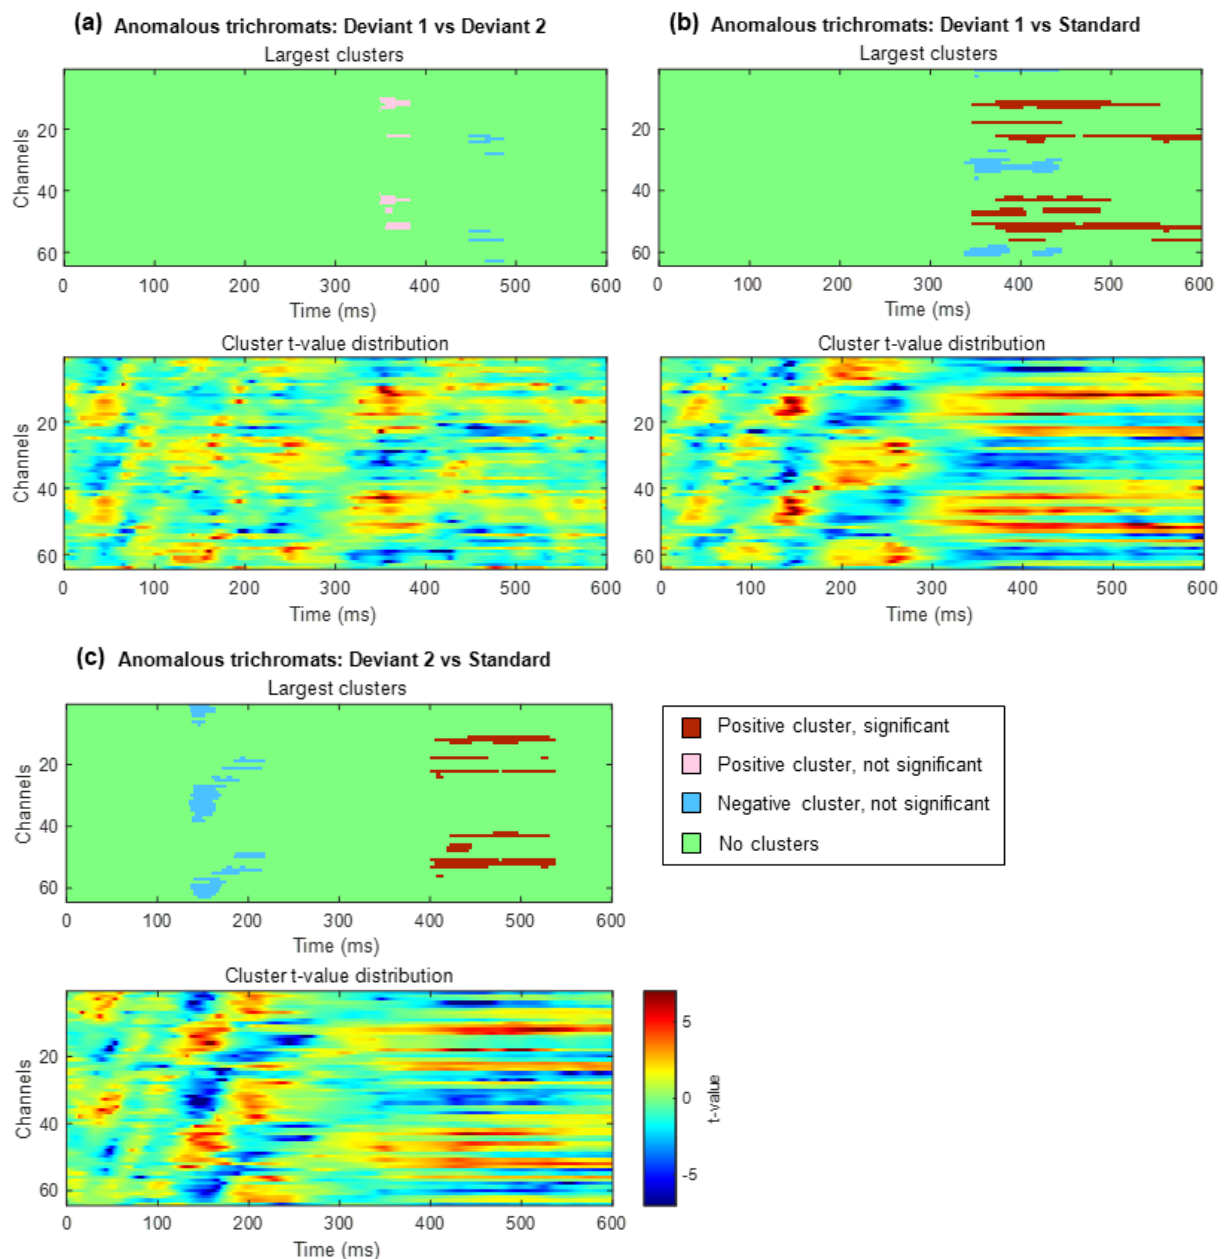 (a) Anomalous trichromats: Deviant 1 vs Deviant 2
Largest clusters
Channels
20
40
60
0 100 200 300 400 500 600
Time (ms)
Cluster t-value distribution
Channels
20
40
60
0 100 200 300 400 500 600
Time (ms)
(b) Anomalous trichromats: Deviant 1 vs Standard
Largest clusters
20
40
60
0 100 200 300 400 500 600
Time (ms)
Cluster t-value distribution
20
40
60
0 100 200 300 400 500 600
Time (ms)
(c) Anomalous trichromats: Deviant 2 vs Standard
Largest clusters
Channels
20
40
60
0 100 200 300 400 500 600
Time (ms)
Cluster t-value distribution
Channels
20
40
60
0 100 200 300 400 500 600
Time (ms)
5
0
-5
t-value
Positive cluster, significant
Positive cluster, not significant
Negative cluster, not significant
No clusters